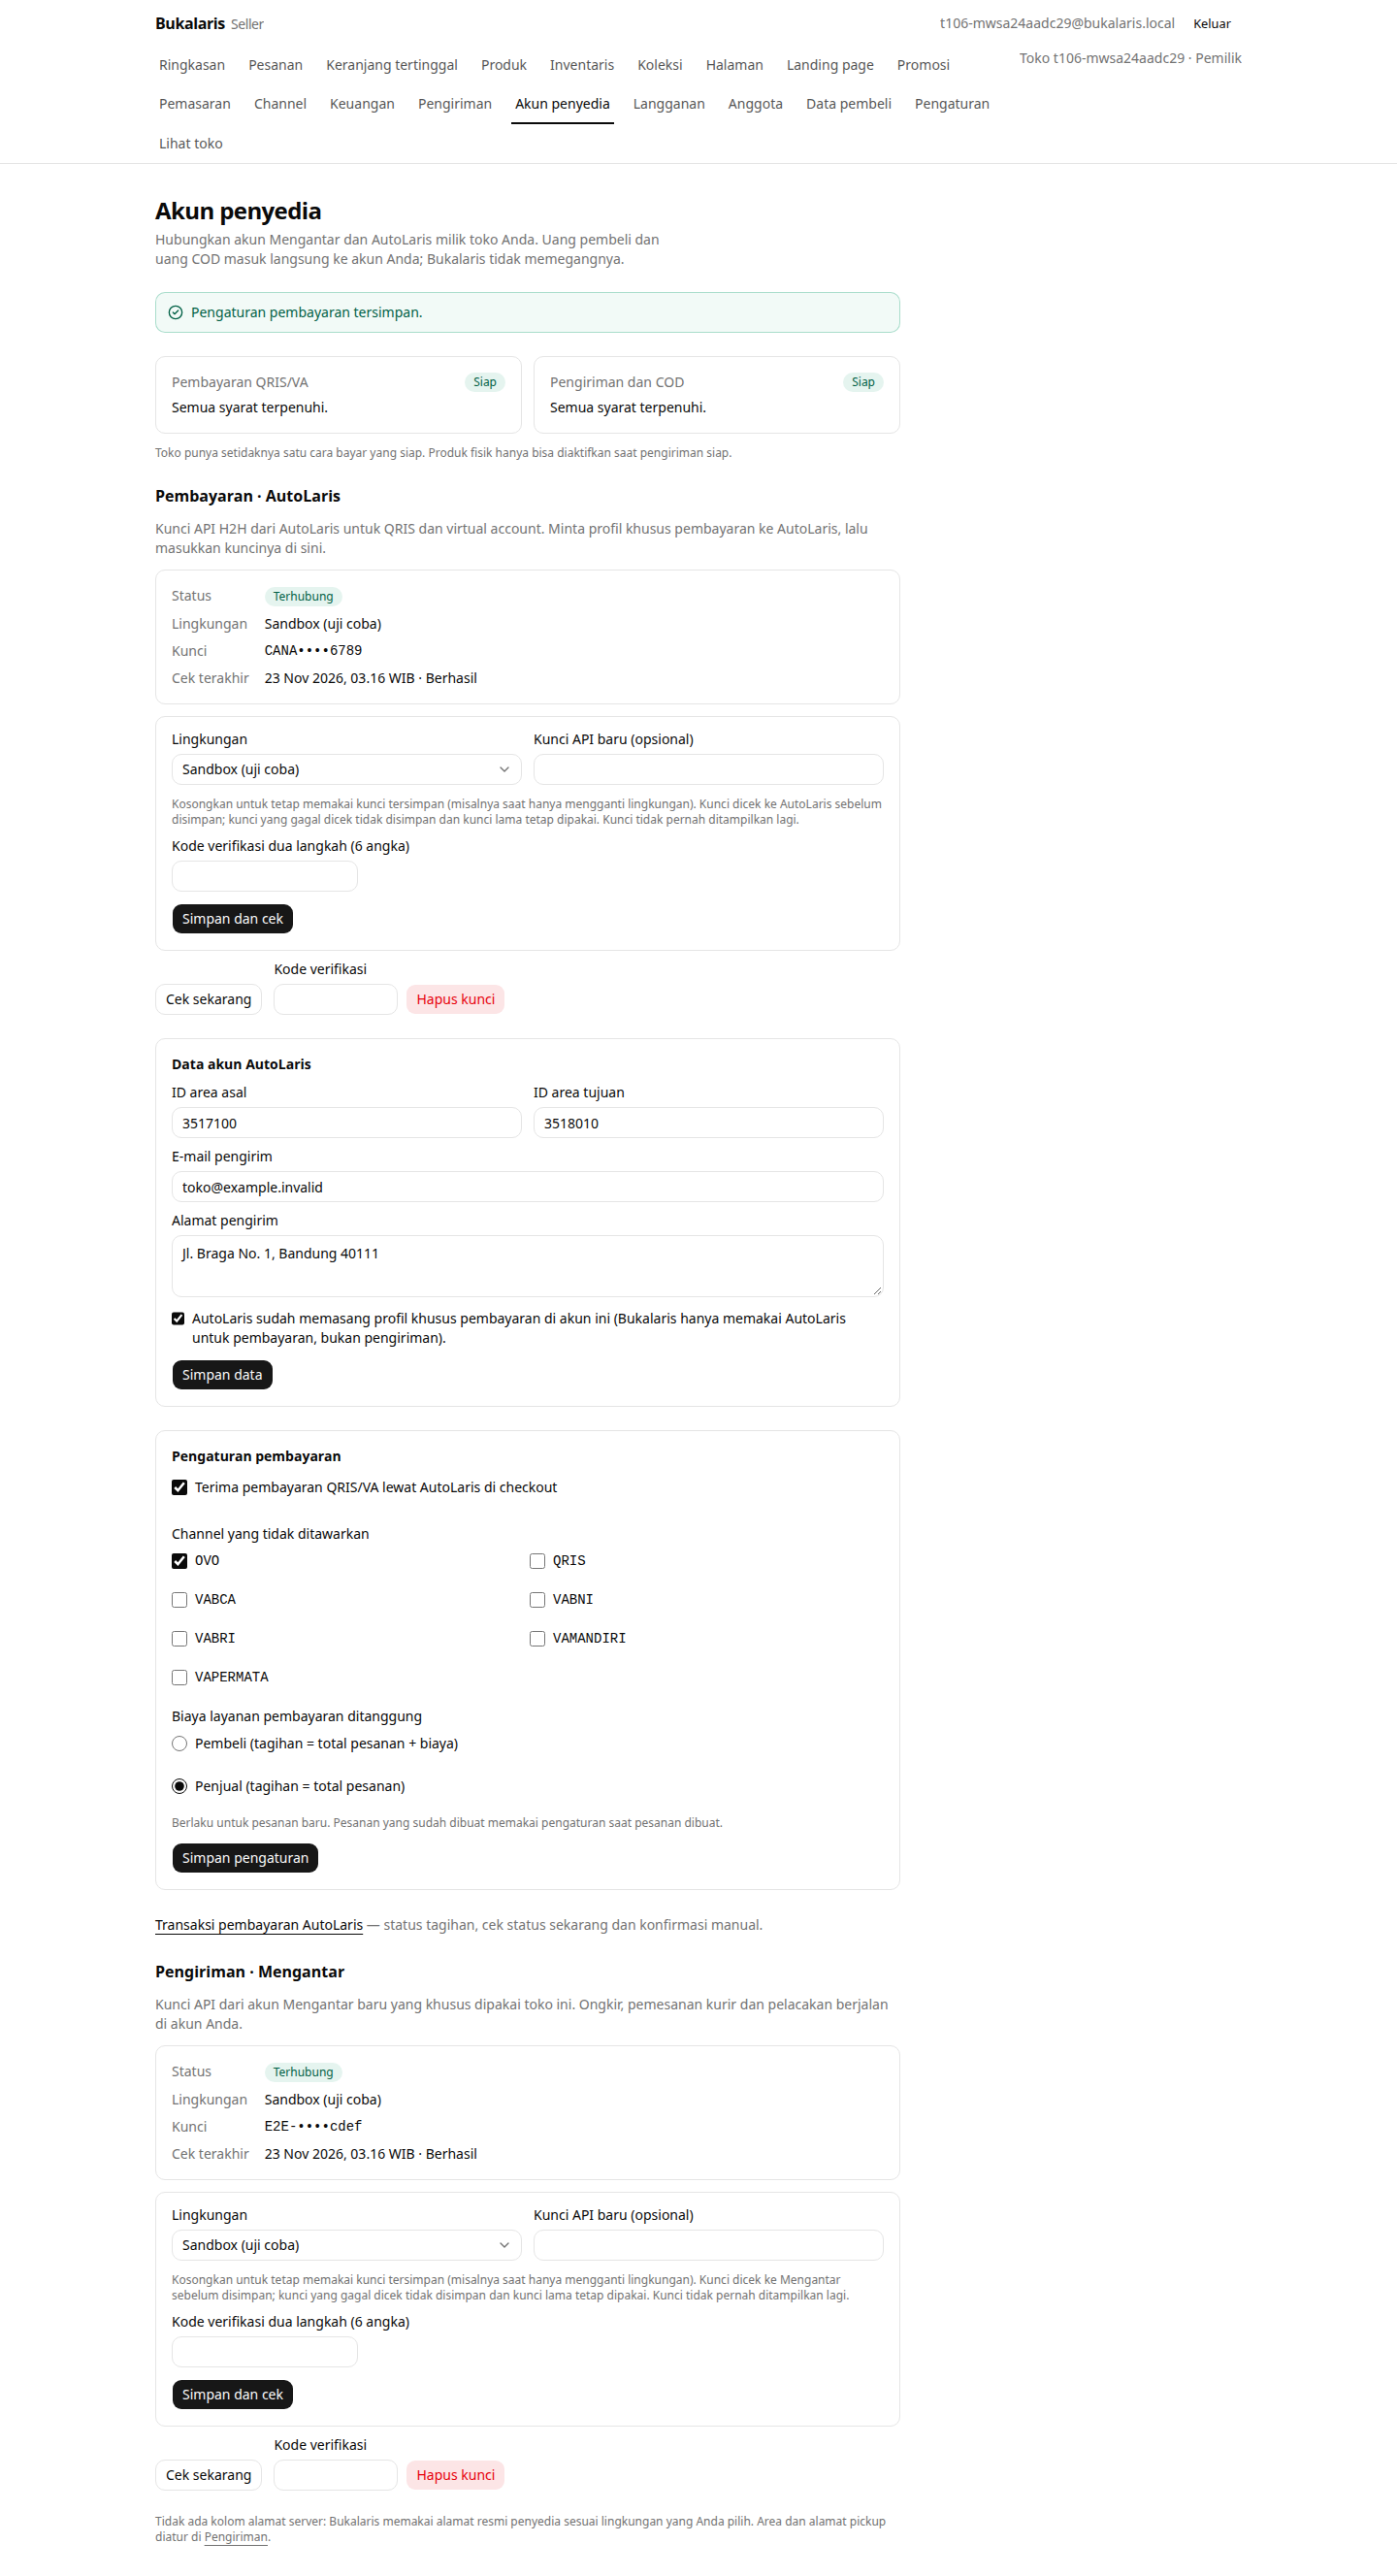 Bukalaris Seller
t106-mwsa24aadc29@bukalaris.local Keluar
Ringkasan Pesanan Keranjang tertinggal Produk Inventaris Koleksi Halaman Landing page Promosi
Toko t106-mwsa24aadc29 · Pemilik
Pemasaran Channel Keuangan Pengiriman Akun penyedia Langganan Anggota Data pembeli Pengaturan
Lihat toko
Akun penyedia
Hubungkan akun Mengantar dan AutoLaris milik toko Anda. Uang pembeli dan
uang COD masuk langsung ke akun Anda; Bukalaris tidak memegangnya.
Pengaturan pembayaran tersimpan.
Pembayaran QRIS/VA Siap
Semua syarat terpenuhi.
Pengiriman dan COD Siap
Semua syarat terpenuhi.
Toko punya setidaknya satu cara bayar yang siap. Produk fisik hanya bisa diaktifkan saat pengiriman siap.
Pembayaran · AutoLaris
Kunci API H2H dari AutoLaris untuk QRIS dan virtual account. Minta profil khusus pembayaran ke AutoLaris, lalu
masukkan kuncinya di sini.
Status Terhubung
Lingkungan Sandbox (uji coba)
Kunci CANA••••6789
Cek terakhir 23 Nov 2026, 03.16 WIB · Berhasil
Lingkungan Kunci API baru (opsional)
Sandbox (uji coba)
Kosongkan untuk tetap memakai kunci tersimpan (misalnya saat hanya mengganti lingkungan). Kunci dicek ke AutoLaris sebelum
disimpan; kunci yang gagal dicek tidak disimpan dan kunci lama tetap dipakai. Kunci tidak pernah ditampilkan lagi.
Kode verifikasi dua langkah (6 angka)
Simpan dan cek
Kode verifikasi
Cek sekarang Hapus kunci
Data akun AutoLaris
ID area asal ID area tujuan
3517100 3518010
E-mail pengirim
toko@example.invalid
Alamat pengirim
Jl. Braga No. 1, Bandung 40111
AutoLaris sudah memasang profil khusus pembayaran di akun ini (Bukalaris hanya memakai AutoLaris
untuk pembayaran, bukan pengiriman).
Simpan data
Pengaturan pembayaran
Terima pembayaran QRIS/VA lewat AutoLaris di checkout
Channel yang tidak ditawarkan
OVO QRIS
VABCA VABNI
VABRI VAMANDIRI
VAPERMATA
Biaya layanan pembayaran ditanggung
Pembeli (tagihan = total pesanan + biaya)
Penjual (tagihan = total pesanan)
Berlaku untuk pesanan baru. Pesanan yang sudah dibuat memakai pengaturan saat pesanan dibuat.
Simpan pengaturan
Transaksi pembayaran AutoLaris — status tagihan, cek status sekarang dan konfirmasi manual.
Pengiriman · Mengantar
Kunci API dari akun Mengantar baru yang khusus dipakai toko ini. Ongkir, pemesanan kurir dan pelacakan berjalan
di akun Anda.
Status Terhubung
Lingkungan Sandbox (uji coba)
Kunci E2E-••••cdef
Cek terakhir 23 Nov 2026, 03.16 WIB · Berhasil
Lingkungan Kunci API baru (opsional)
Sandbox (uji coba)
Kosongkan untuk tetap memakai kunci tersimpan (misalnya saat hanya mengganti lingkungan). Kunci dicek ke Mengantar
sebelum disimpan; kunci yang gagal dicek tidak disimpan dan kunci lama tetap dipakai. Kunci tidak pernah ditampilkan lagi.
Kode verifikasi dua langkah (6 angka)
Simpan dan cek
Kode verifikasi
Cek sekarang Hapus kunci
Tidak ada kolom alamat server: Bukalaris memakai alamat resmi penyedia sesuai lingkungan yang Anda pilih. Area dan alamat pickup
diatur di Pengiriman.